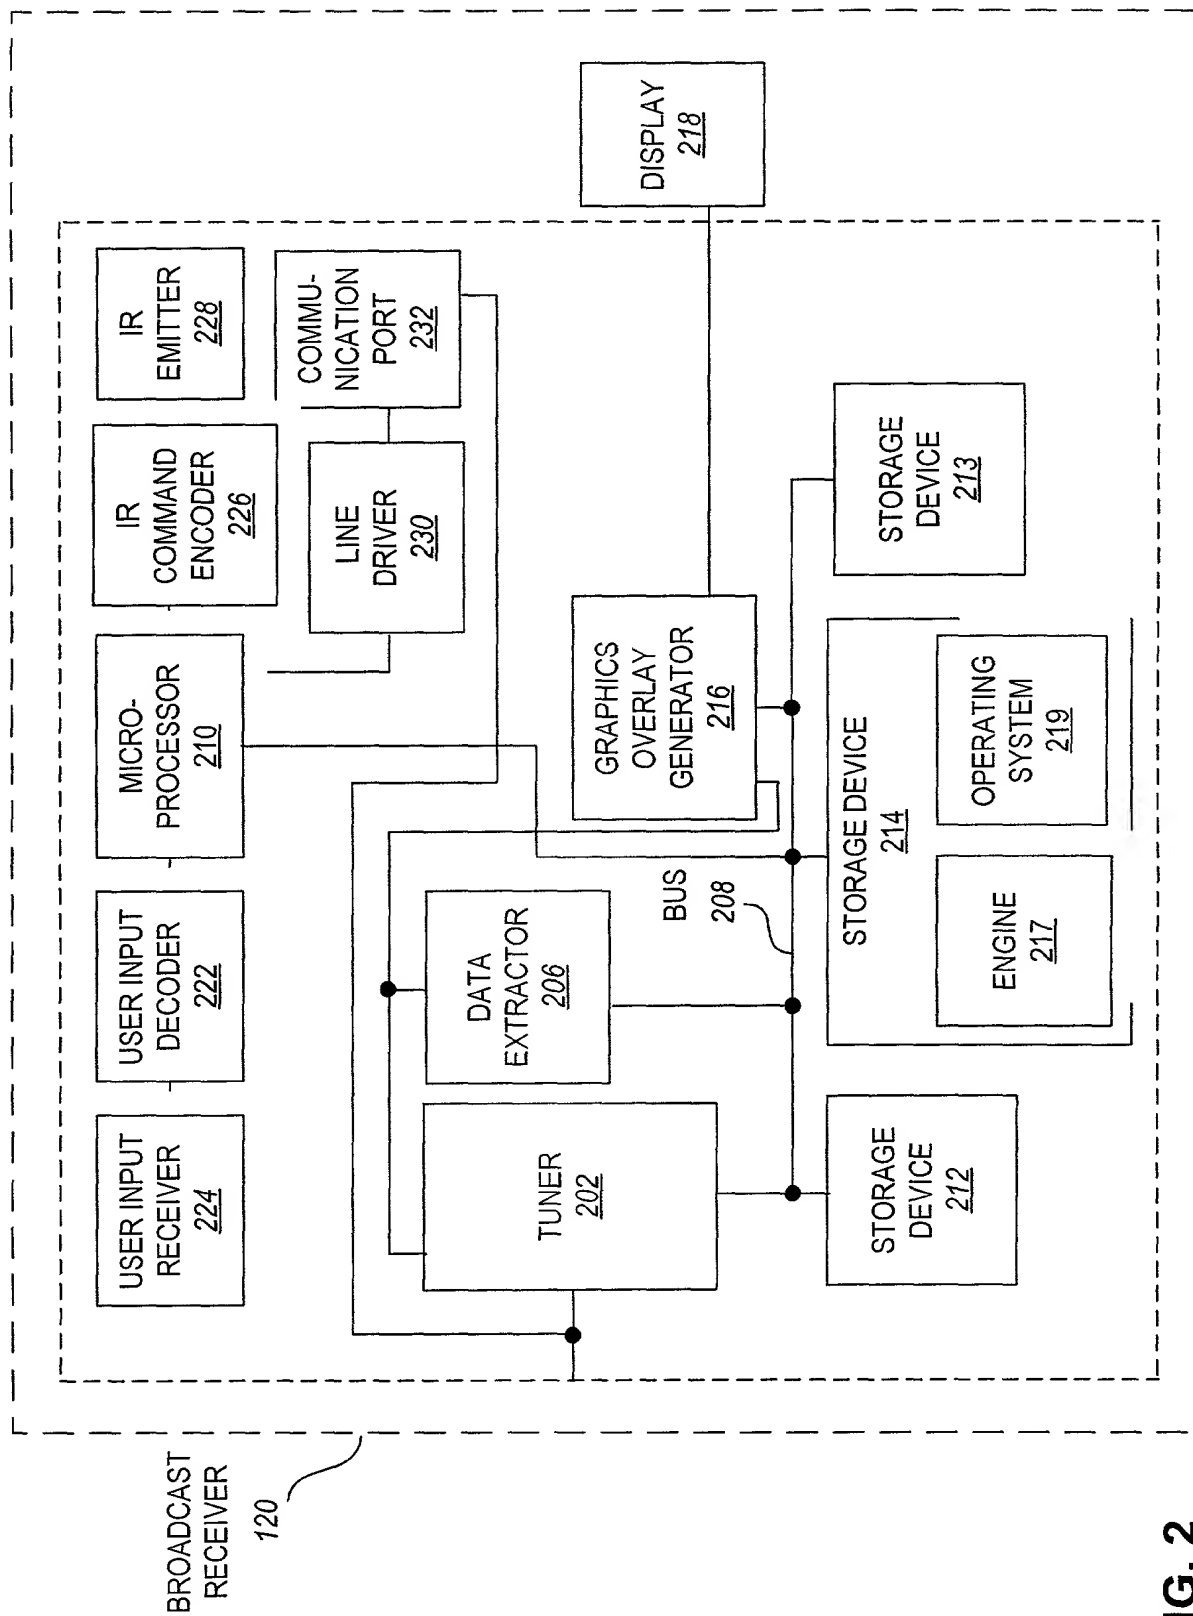 BROADCAST
RECEIVER
120
USER INPUT
RECEIVER
224
USER INPUT
DECODER
222
MICRO-
PROCESSOR
210
IR
COMMAND
ENCODER
226
IR
EMITTER
228
LINE
DRIVER
230
COMMU-
NICATION
PORT
232
TUNER
202
DATA
EXTRACTOR
206
GRAPHICS
OVERLAY
GENERATOR
216
DISPLAY
218
BUS
208
STORAGE
DEVICE
212
STORAGE DEVICE
214
ENGINE
217
OPERATING
SYSTEM
219
STORAGE
DEVICE
213
IG. 2